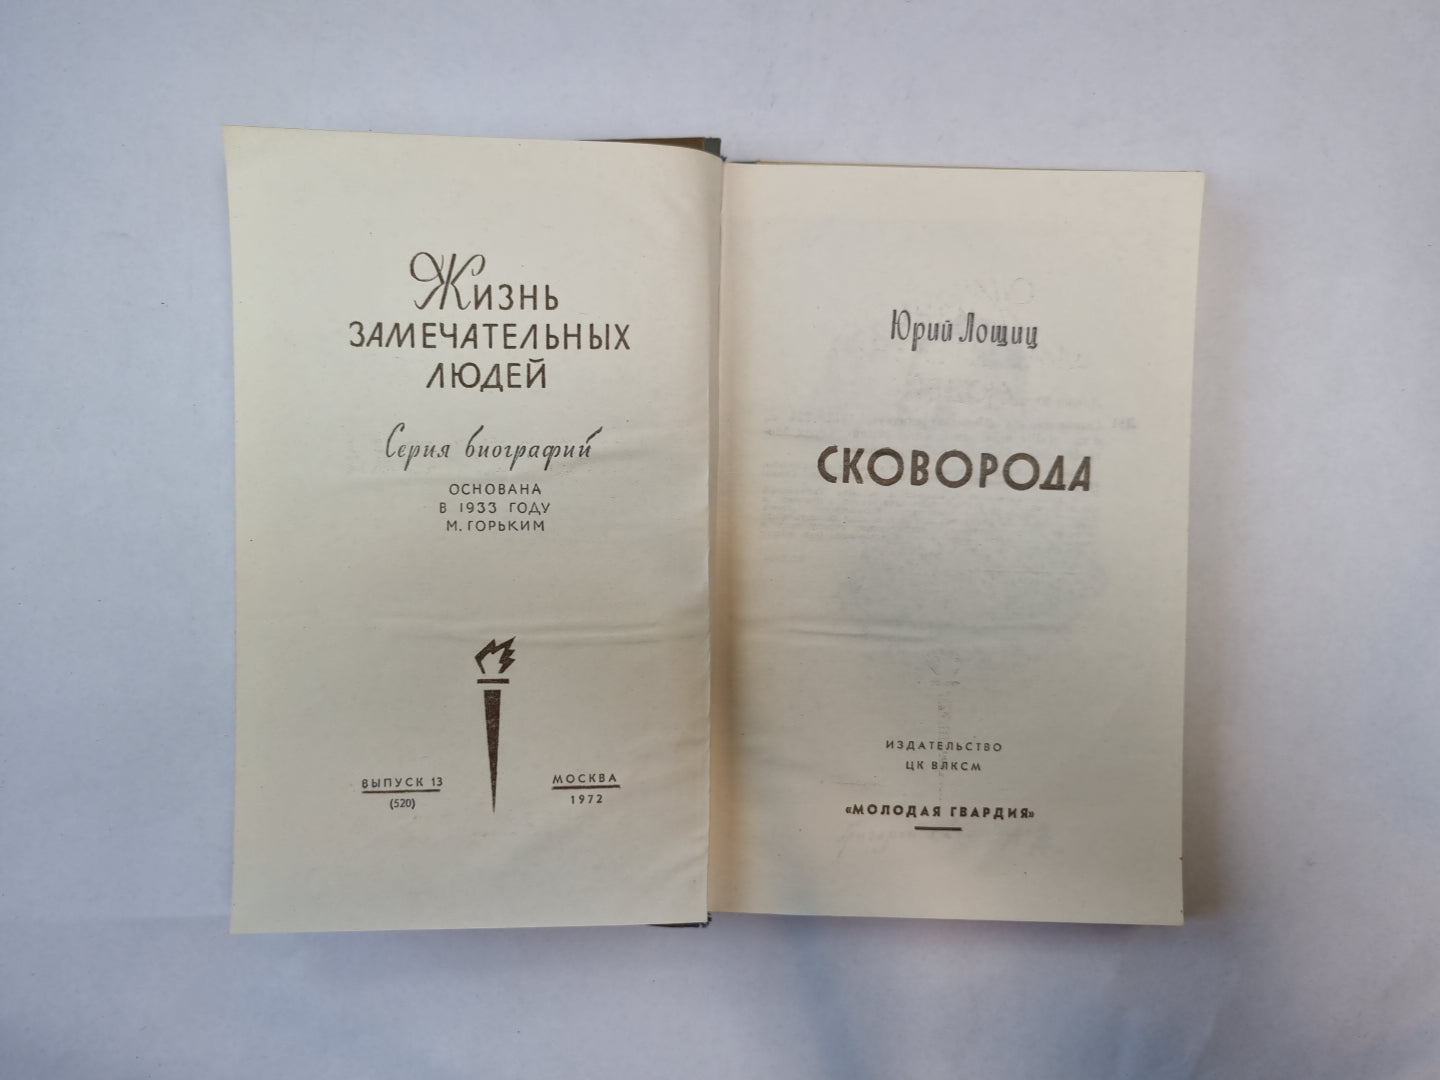 Жизнь
ЗАМЕЧАТЕЛЬНЫХ
ЛЮДЕЙ
Серия биографий
ОСНОВАНА
В 1933 ГОДУ
М. ГОРЬКИМ
ВЫПУСК 13
(520)
МОСКВА
1972
Юрий Лощиц
СКОВОРОДА
ИЗДАТЕЛЬСТВО
ЦК ВЛКСМ
«МОЛОДАЯ ГВАРДИЯ»